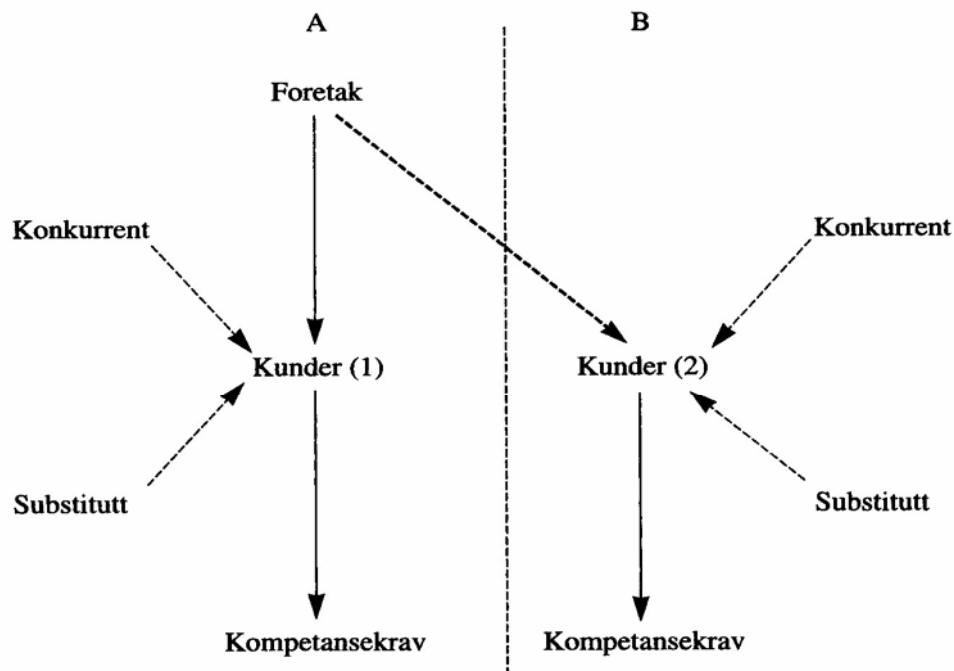 A B
Foretak
Konkurrent Konkurrent
Kunder (1) Kunder (2)
Substitutt Substitutt
Kompetansekrav Kompetansekrav